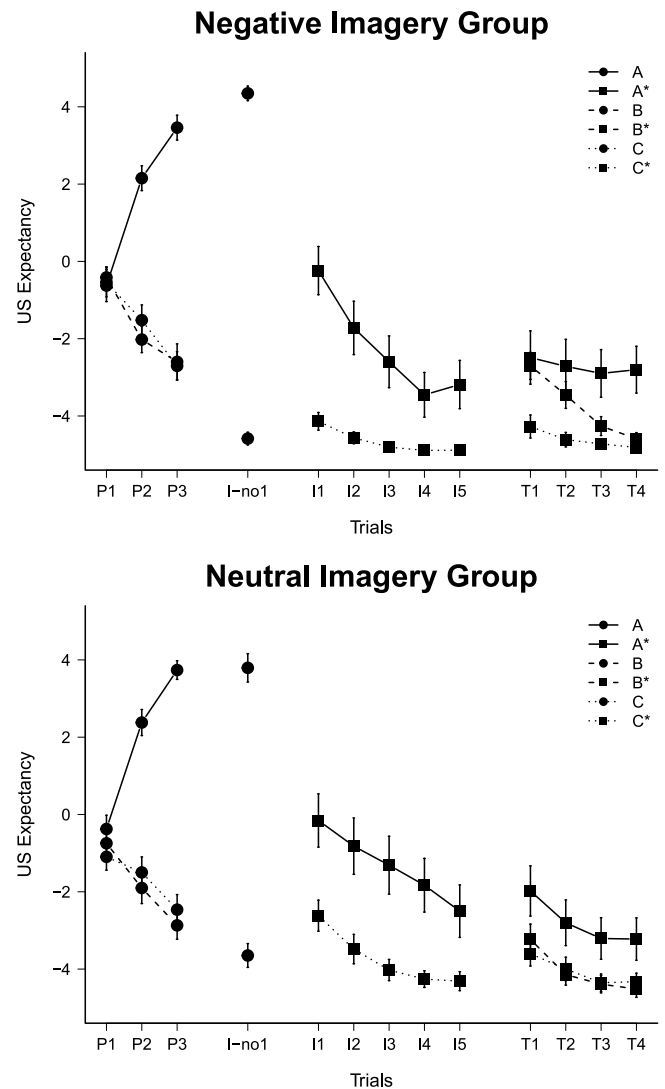 Negative Imagery Group
A
A*
B
B*
C
C*
US Expectancy
4
2
0
−2
−4
P1 P2 P3 I−no1 I1 I2 I3 I4 I5 T1 T2 T3 T4
Trials
Neutral Imagery Group
A
A*
B
B*
C
C*
US Expectancy
4
2
0
−2
−4
P1 P2 P3 I−no1 I1 I2 I3 I4 I5 T1 T2 T3 T4
Trials